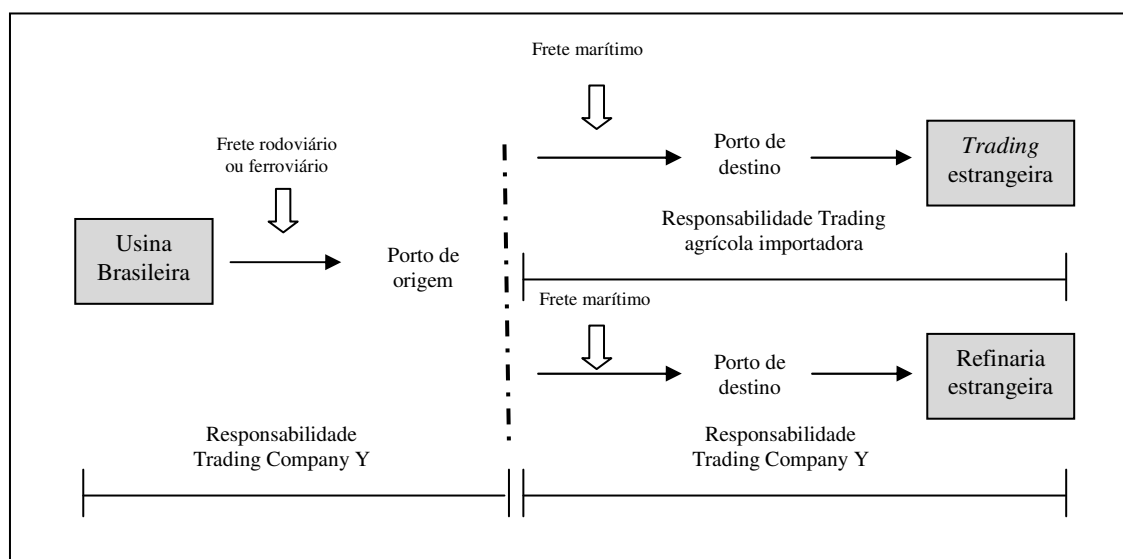 Frete marítimo
Frete rodoviário
ou ferroviário
Porto de
destino
Trading
estrangeira
Responsabilidade Trading
agrícola importadora
Usina
Brasileira
Porto de
origem
Frete marítimo
Porto de
destino
Refinaria
estrangeira
Responsabilidade
Trading Company Y
Responsabilidade
Trading Company Y